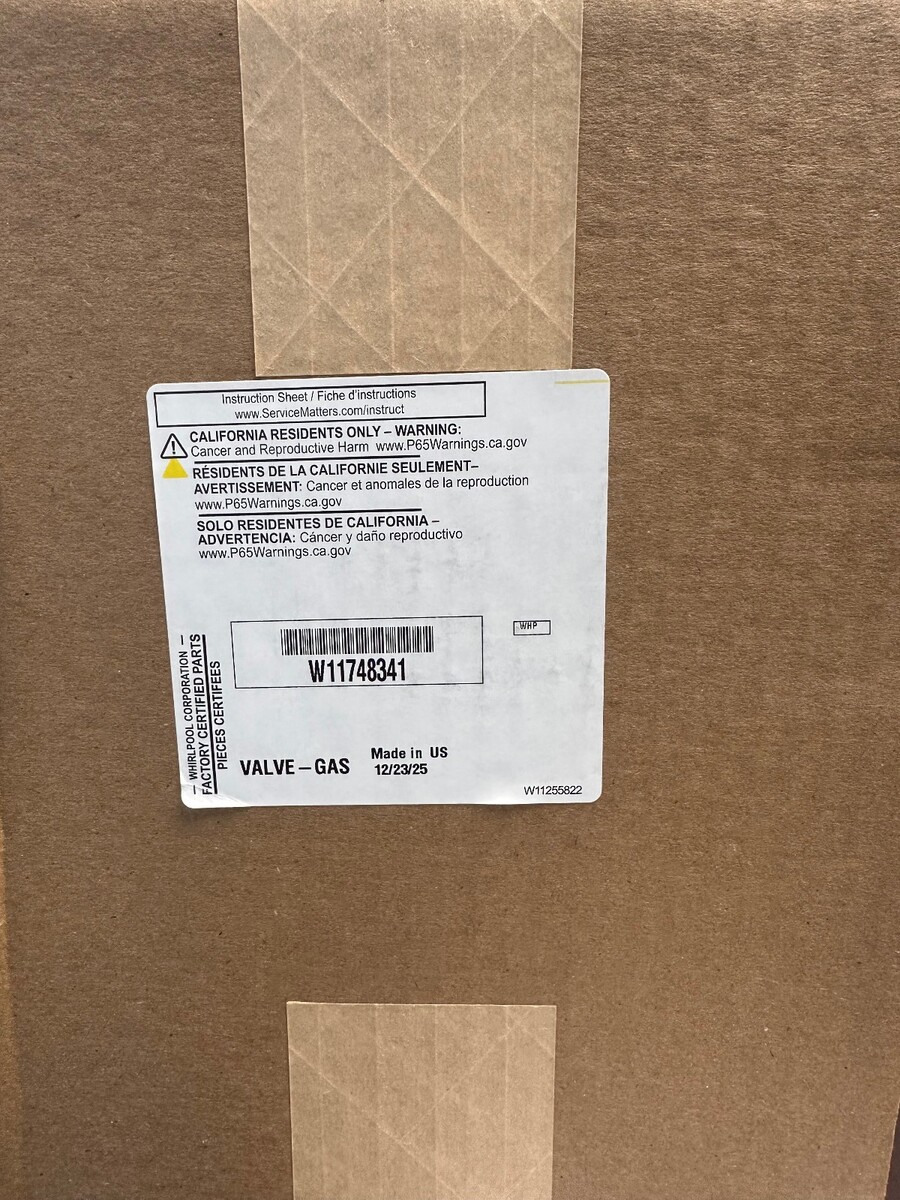 Instruction Sheet / Fiche d'instructions
www.ServiceMatters.com/instruct
CALIFORNIA RESIDENTS ONLY – WARNING:
Cancer and Reproductive Harm www.P65Warnings.ca.gov
RÉSIDENTS DE LA CALIFORNIE SEULEMENT–
AVERTISSEMENT: Cancer et anomales de la reproduction
www.P65Warnings.ca.gov
SOLO RESIDENTES DE CALIFORNIA –
ADVERTENCIA: Cáncer y daño reproductivo
www.P65Warnings.ca.gov
WHP
W11748341
– WHIRLPOOL CORPORATION –
FACTORY CERTIFIED PARTS
PIECES CERTIFEES
VALVE – GAS
Made in US
12/23/25
W11255822